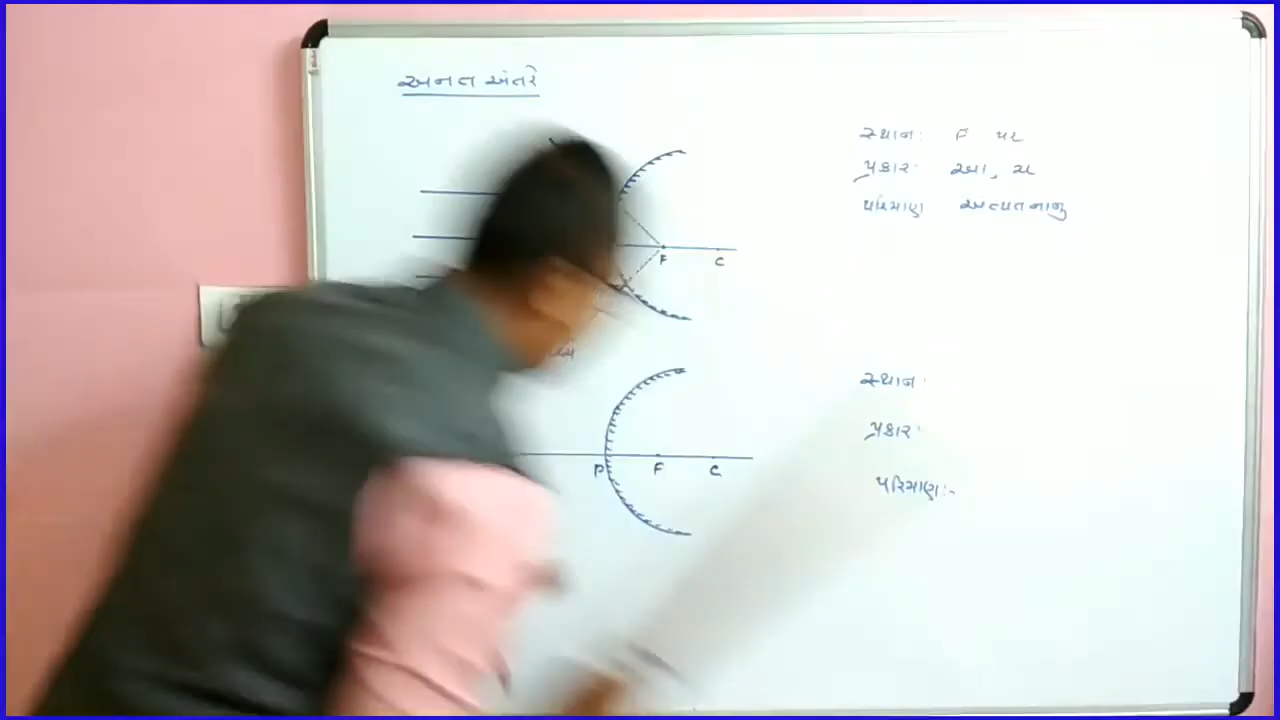 અનત અંતરે
સ્થાન: F પર
પ્રકાર: આ, ચ
પરિમાણ અત્યતનાનુ
F C
સ્થાન:
પ્રકાર:
P F C
પરિમાણ:-